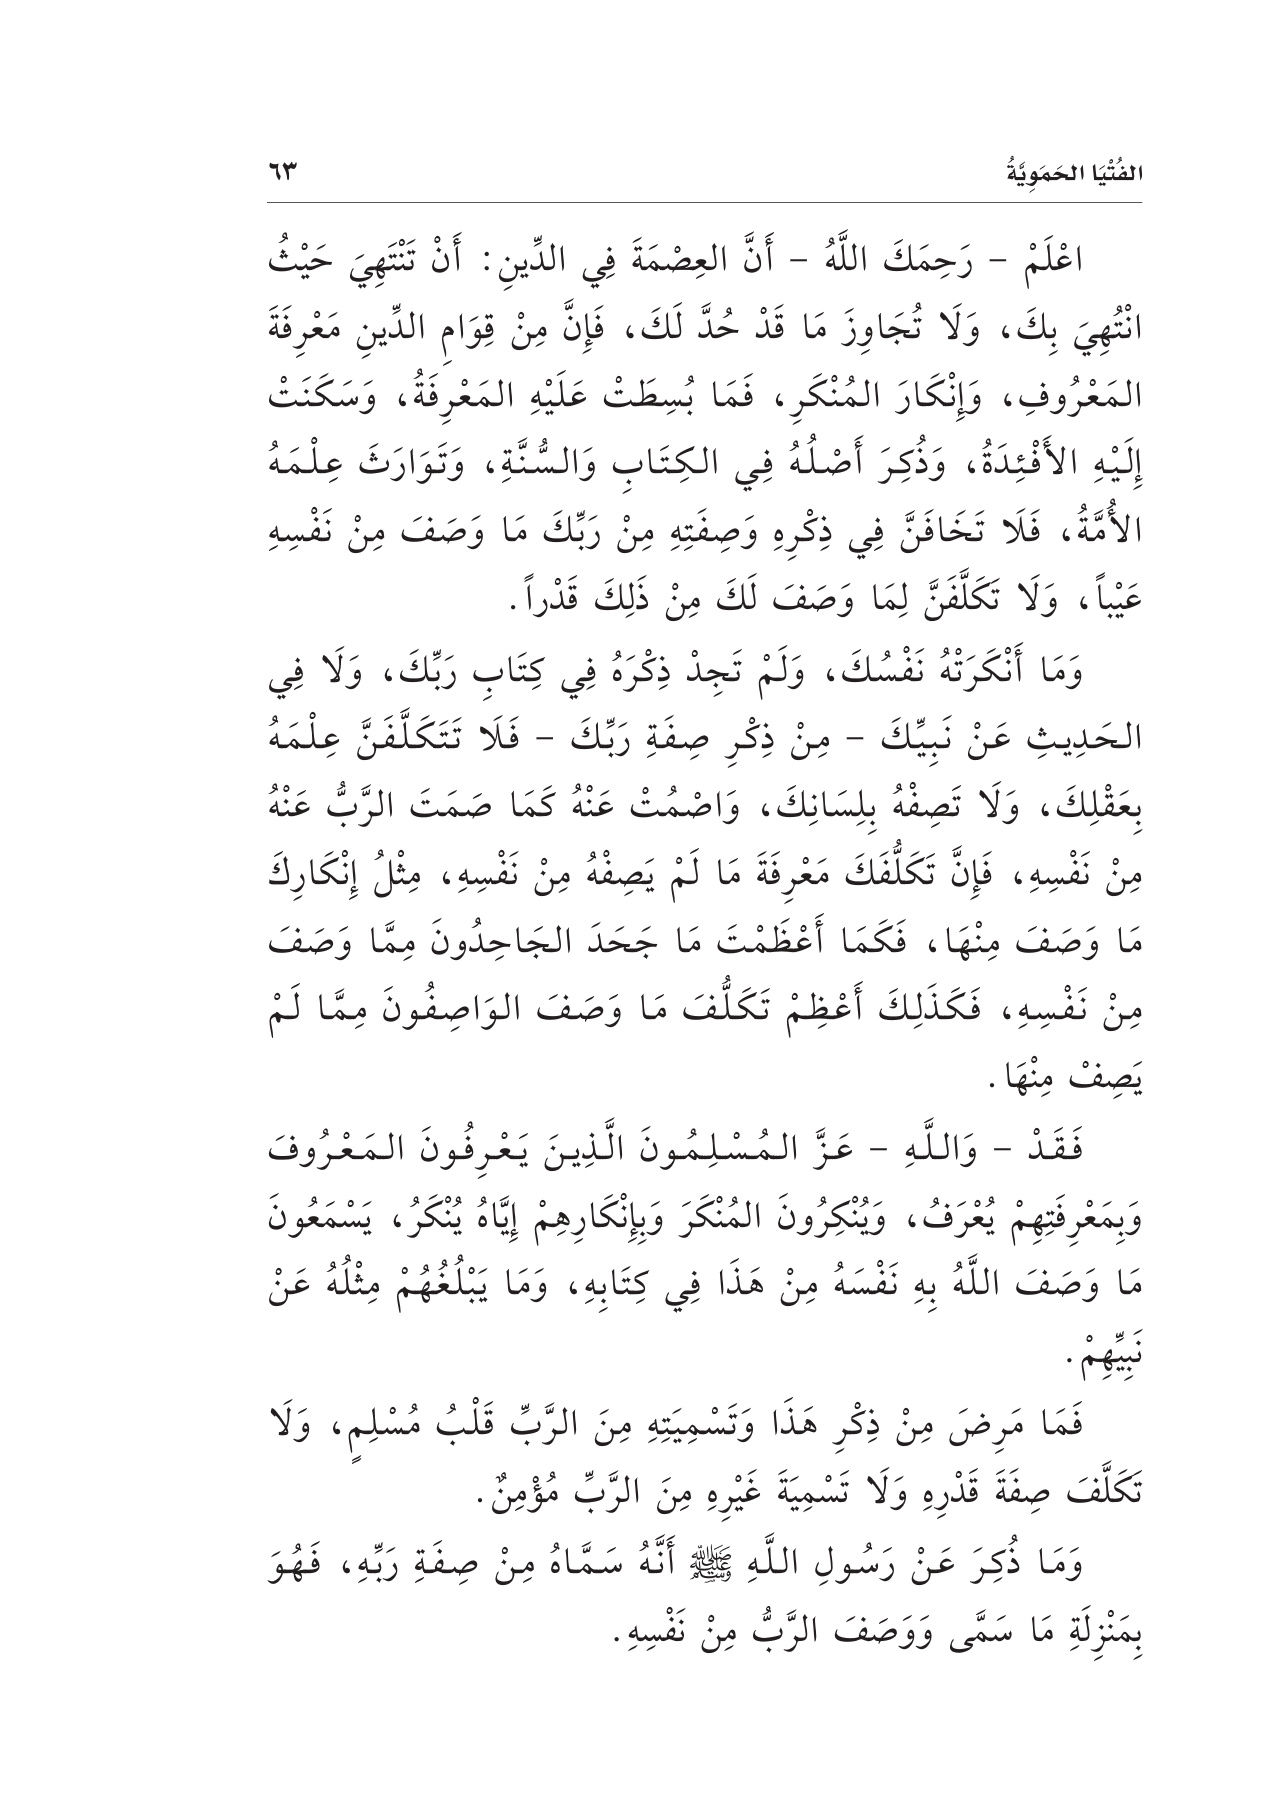 الفُتْيَا الحَمَوِيَّةُ ٦٣
اعْلَمْ – رَحِمَكَ اللَّهُ – أَنَّ العِصْمَةَ فِي الدِّينِ: أَنْ تَنْتَهِيَ حَيْثُ
انْتُهِيَ بِكَ، وَلَا تُجَاوِزَ مَا قَدْ حُدَّ لَكَ، فَإِنَّ مِنْ قِوَامِ الدِّينِ مَعْرِفَةَ
المَعْرُوفِ، وَإِنْكَارَ المُنْكَرِ، فَمَا بُسِطَتْ عَلَيْهِ المَعْرِفَةُ، وَسَكَنَتْ
إِلَيْهِ الأَفْئِدَةُ، وَذُكِرَ أَصْلُهُ فِي الكِتَابِ وَالسُّنَّةِ، وَتَوَارَثَ عِلْمَهُ
الأُمَّةُ، فَلَا تَخَافَنَّ فِي ذِكْرِهِ وَصِفَتِهِ مِنْ رَبِّكَ مَا وَصَفَ مِنْ نَفْسِهِ
عَيْباً، وَلَا تَكَلَّفَنَّ لِمَا وَصَفَ لَكَ مِنْ ذَلِكَ قَدْراً.
وَمَا أَنْكَرَتْهُ نَفْسُكَ، وَلَمْ تَجِدْ ذِكْرَهُ فِي كِتَابِ رَبِّكَ، وَلَا فِي
الحَدِيثِ عَنْ نَبِيِّكَ – مِنْ ذِكْرِ صِفَةِ رَبِّكَ – فَلَا تَتَكَلَّفَنَّ عِلْمَهُ
بِعَقْلِكَ، وَلَا تَصِفْهُ بِلِسَانِكَ، وَاصْمُتْ عَنْهُ كَمَا صَمَتَ الرَّبُّ عَنْهُ
مِنْ نَفْسِهِ، فَإِنَّ تَكَلُّفَكَ مَعْرِفَةَ مَا لَمْ يَصِفْهُ مِنْ نَفْسِهِ، مِثْلُ إِنْكَارِكَ
مَا وَصَفَ مِنْهَا، فَكَمَا أَعْظَمْتَ مَا جَحَدَ الجَاحِدُونَ مِمَّا وَصَفَ
مِنْ نَفْسِهِ، فَكَذَلِكَ أَعْظِمْ تَكَلُّفَ مَا وَصَفَ الوَاصِفُونَ مِمَّا لَمْ
يَصِفْ مِنْهَا.
فَقَدْ – وَاللَّهِ – عَزَّ المُسْلِمُونَ الَّذِينَ يَعْرِفُونَ المَعْرُوفَ
وَبِمَعْرِفَتِهِمْ يُعْرَفُ، وَيُنْكِرُونَ المُنْكَرَ وَبِإِنْكَارِهِمْ إِيَّاهُ يُنْكَرُ، يَسْمَعُونَ
مَا وَصَفَ اللَّهُ بِهِ نَفْسَهُ مِنْ هَذَا فِي كِتَابِهِ، وَمَا يَبْلُغُهُمْ مِثْلُهُ عَنْ
نَبِيِّهِمْ.
فَمَا مَرِضَ مِنْ ذِكْرِ هَذَا وَتَسْمِيَتِهِ مِنَ الرَّبِّ قَلْبُ مُسْلِمٍ، وَلَا
تَكَلَّفَ صِفَةَ قَدْرِهِ وَلَا تَسْمِيَةَ غَيْرِهِ مِنَ الرَّبِّ مُؤْمِنٌ.
وَمَا ذُكِرَ عَنْ رَسُولِ اللَّهِ ﷺ أَنَّهُ سَمَّاهُ مِنْ صِفَةِ رَبِّهِ، فَهُوَ
بِمَنْزِلَةِ مَا سَمَّى وَوَصَفَ الرَّبُّ مِنْ نَفْسِهِ.